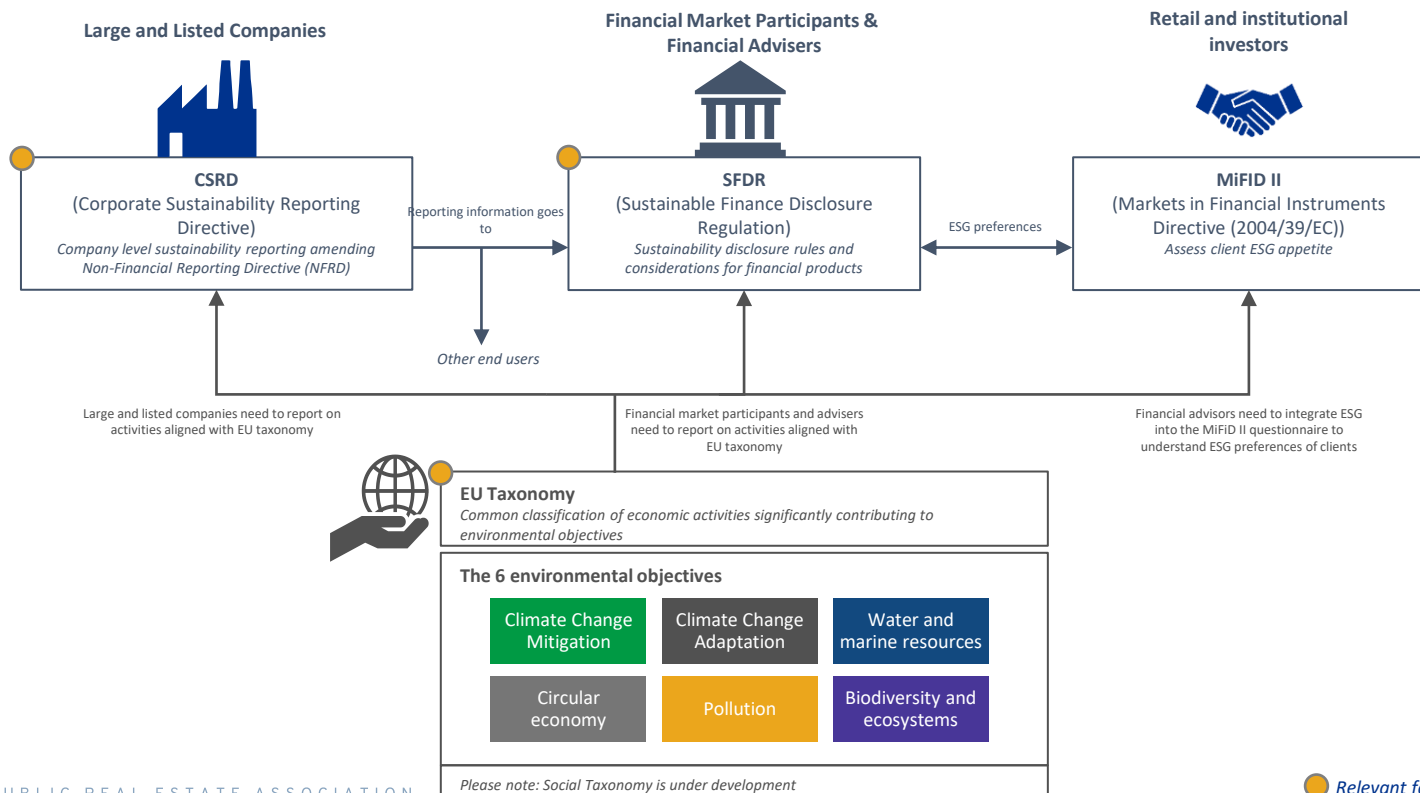 Large and Listed Companies
Financial Market Participants &
Financial Advisers
Retail and institutional
investors
CSRD
(Corporate Sustainability Reporting
Directive)
Company level sustainability reporting amending
Non-Financial Reporting Directive (NFRD)
Reporting information goes
to
SFDR
(Sustainable Finance Disclosure
Regulation)
Sustainability disclosure rules and
considerations for financial products
ESG preferences
MiFID II
(Markets in Financial Instruments
Directive (2004/39/EC))
Assess client ESG appetite
Other end users
Large and listed companies need to report on
activities aligned with EU taxonomy
Financial market participants and advisers
need to report on activities aligned with
EU taxonomy
Financial advisors need to integrate ESG
into the MiFiD II questionnaire to
understand ESG preferences of clients
EU Taxonomy
Common classification of economic activities significantly contributing to
environmental objectives
The 6 environmental objectives
Climate Change
Mitigation
Climate Change
Adaptation
Water and
marine resources
Circular
economy
Pollution
Biodiversity and
ecosystems
Please note: Social Taxonomy is under development
REAL ESTATE ASSOCIATION
Relevant